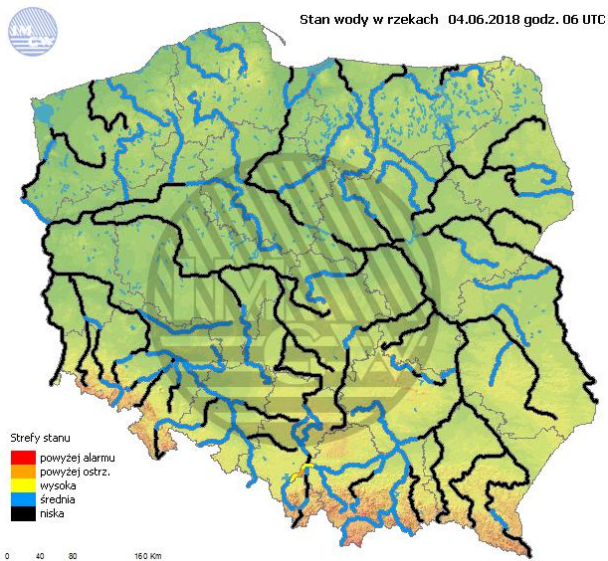 Stan wody w rzekach 04.06.2018 godz. 06 UTC
IMGW
Strefy stanu
powyżej alarmu
powyżej ostrz.
wysoka
średnia
niska
0 40 80 160 Km